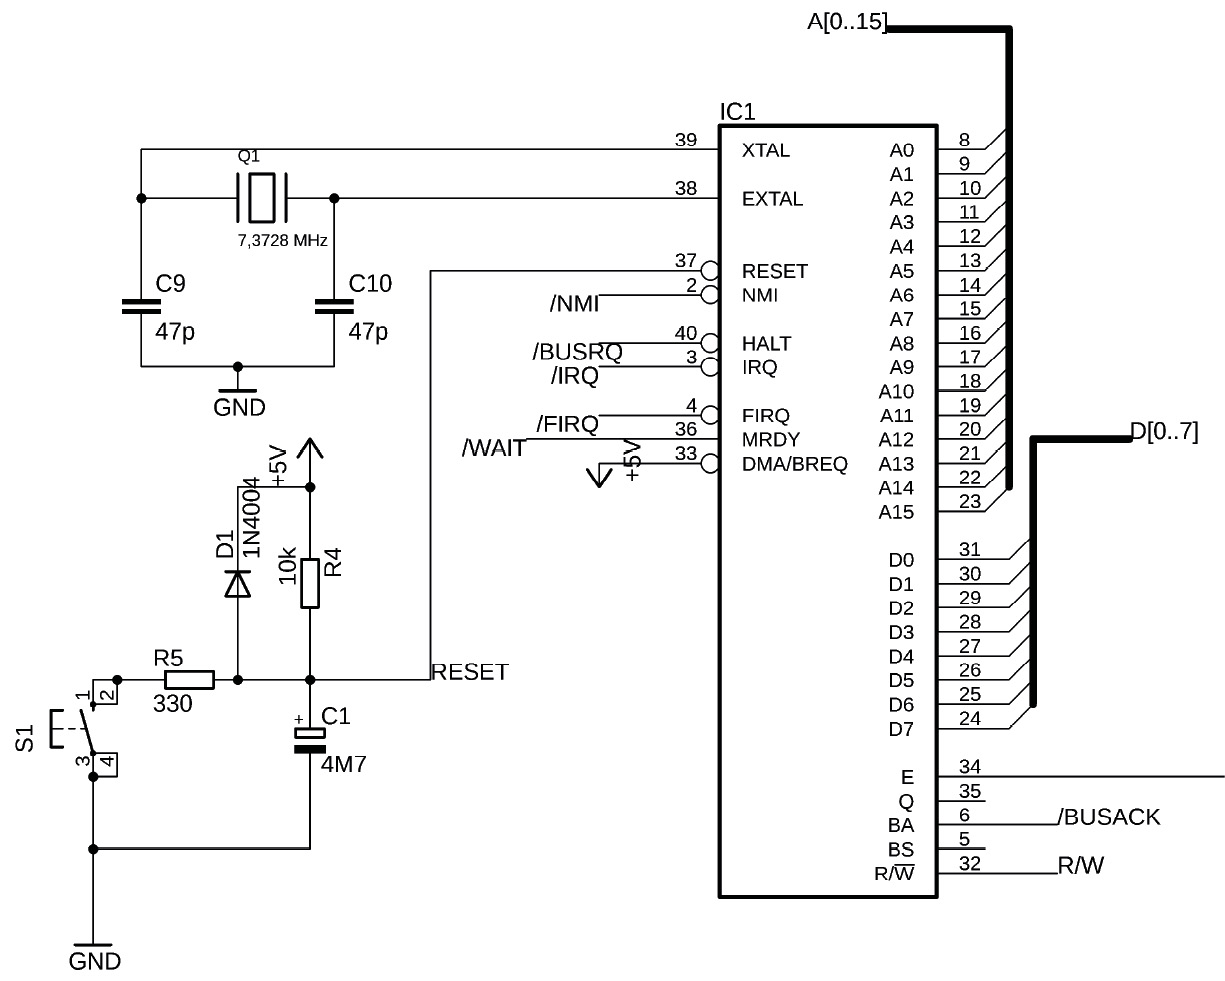 A[0..15]
IC1
39
XTAL
A0
8
Q1
A1
9
38
EXTAL
A2
10
A3
11
7,3728 MHz
A4
12
37
RESET
A5
13
C9
C10
2
/NMI
NMI
A6
14
A7
15
47p
47p
40
/BUSRQ
HALT
A8
16
3
/IRQ
IRQ
A9
17
GND
A10
18
4
/FIRQ
FIRQ
A11
19
36
/WAIT
MRDY
A12
20
D[0..7]
33
+5V
DMA/BREQ
A13
21
+5V
A14
22
A15
23
D1
1N4004
10k
R4
D0
31
D1
30
D2
29
D3
28
D4
27
R5
RESET
D5
26
330
1
2
D6
25
+
C1
D7
24
S1
3
4
4M7
E
34
Q
35
BA
6
/BUSACK
BS
5
R/W
32
R/W
GND